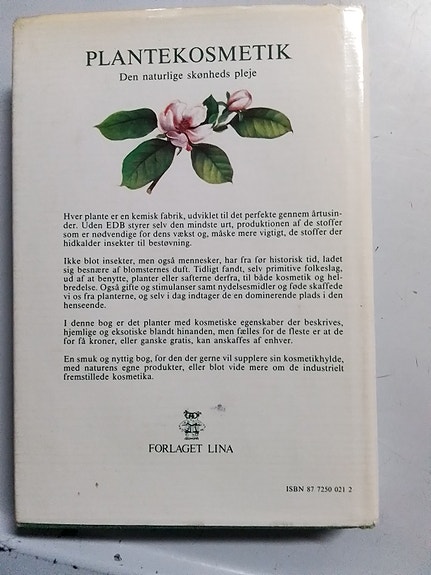 PLANTEKOSMETIK
Den naturlige skønheds pleje
Hver plante er en kemisk fabrik, udviklet til det perfekte gennem årtusin-
der. Uden EDB styrer selv den mindste urt, produktionen af de stoffer
som er nødvendige for dens vækst og, måske mere vigtigt, de stoffer der
hidkalder insekter til bestøvning.
Ikke blot insekter, men også mennesker, har fra før historisk tid, ladet
sig besnære af blomsternes duft. Tidligt fandt, selv primitive folkeslag,
ud af at benytte, planter eller safterne derfra, til både kosmetik og hel-
bredelse. Også gifte og stimulanser samt nydelsesmidler og føde skaffede
vi os fra planterne, og selv i dag indtager de en dominerende plads i den
henseende.
I denne bog er det planter med kosmetiske egenskaber der beskrives,
hjemlige og eksotiske blandt hinanden, men fælles for de fleste er at de
for få kroner, eller ganske gratis, kan anskaffes af enhver.
En smuk og nyttig bog, for den der gerne vil supplere sin kosmetikhylde,
med naturens egne produkter, eller blot vide mere om de industrielt
fremstillede kosmetika.
FORLAGET LINA
ISBN 87 7250 021 2